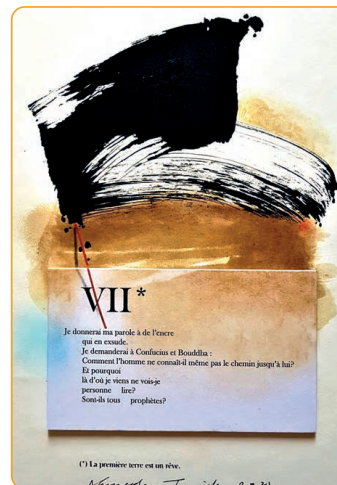 VII*
Je donnerai ma parole à de l'encre
qui en exsude.
Je demanderai à Confucius et Bouddha :
Comment l'homme ne connaît-il même pas le chemin jusqu'à lui?
Et pourquoi
là d'où je viens ne vois-je
personne lire?
Sont-ils tous prophètes?
(*) La première terre est un rêve.